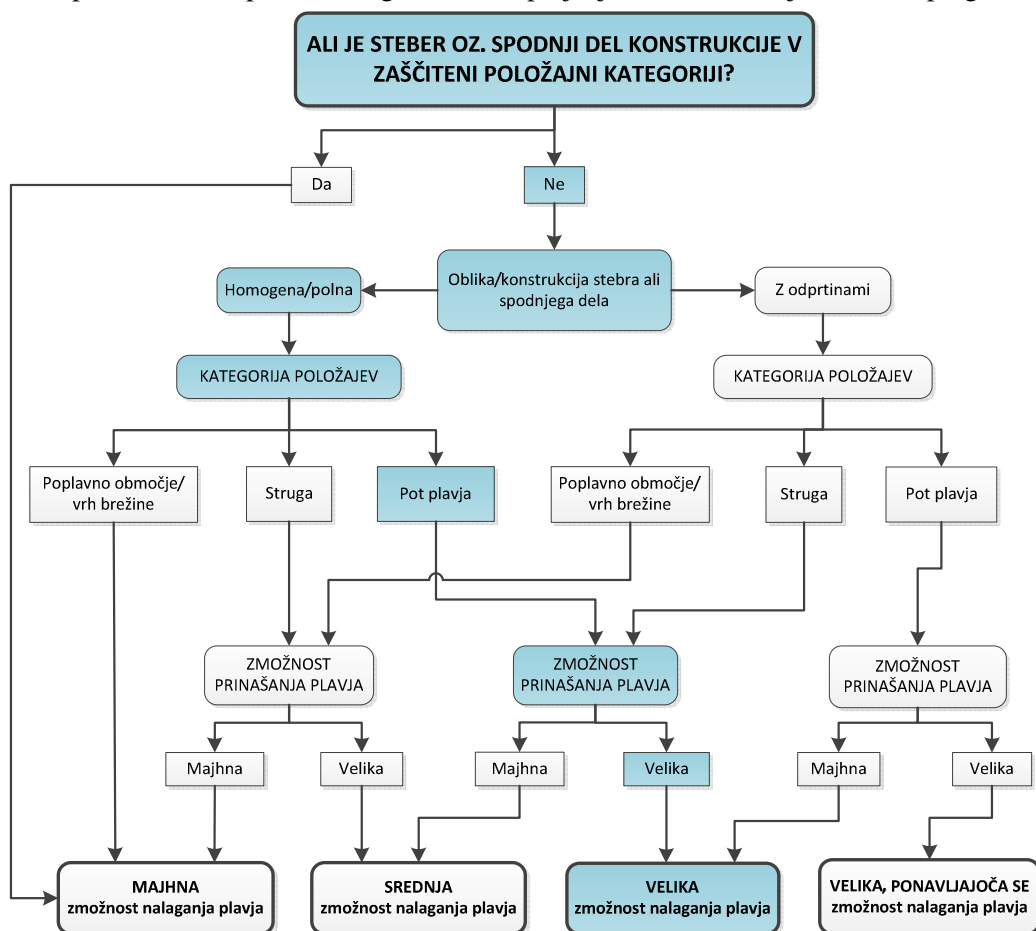 ALI JE STEBER OZ. SPODNJI DEL KONSTRUKCIJE V
ZAŠČITENI POLOŽAJNI KATEGORIJI?
Da
Ne
Homogena/polna
Oblika/konstrukcija stebra ali
spodnjega dela
Z odprtinami
KATEGORIJA POLOŽAJEV
KATEGORIJA POLOŽAJEV
Poplavno območje/
vrh brežine
Struga
Pot plavja
Poplavno območje/
vrh brežine
Struga
Pot plavja
ZMOŽNOST
PRINAŠANJA PLAVJA
ZMOŽNOST
PRINAŠANJA PLAVJA
ZMOŽNOST
PRINAŠANJA PLAVJA
Majhna
Velika
Majhna
Velika
Majhna
Velika
MAJHNA
zmožnost nalaganja plavja
SREDNJA
zmožnost nalaganja plavja
VELIKA
zmožnost nalaganja plavja
VELIKA, PONAVLJAJOČA SE
zmožnost nalaganja plavja